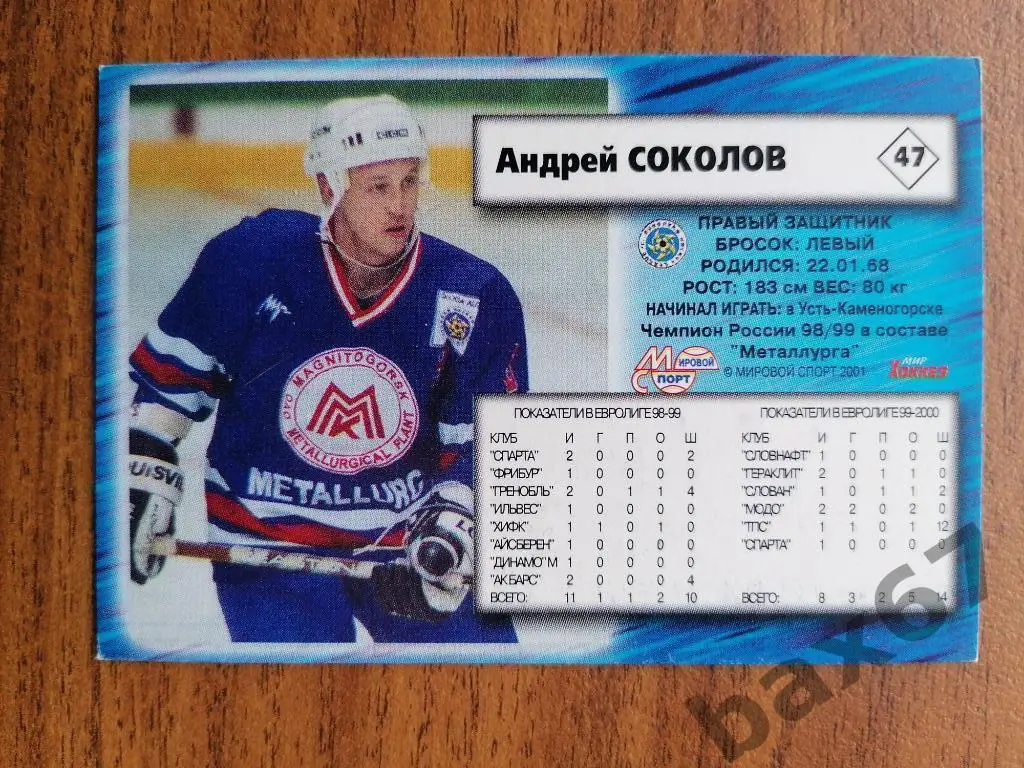 Андрей СОКОЛОВ 47
ПРАВЫЙ ЗАЩИТНИК
БРОСОК: ЛЕВЫЙ
РОДИЛСЯ: 22.01.68
РОСТ: 183 см ВЕС: 80 кг
НАЧИНАЛ ИГРАТЬ: в Усть-Каменогорске
Чемпион России 98/99 в составе
"Металлурга"
МИРОВОЙ СПОРТ
© МИРОВОЙ СПОРТ 2001
МИР ХОККЕЯ
MAGNITOGORSK
METALLURGICAL PLANT
OAO
METALLURG
ПОКАЗАТЕЛИ В ЕВРОЛИГЕ 98-99
КЛУБ И Г П О Ш
"СПАРТА" 2 0 0 0 2
"ФРИБУР" 1 0 0 0 0
"ГРЕНОБЛЬ" 2 0 1 1 4
"ИЛЬВЕС" 1 0 0 0 0
"ХИФК" 1 1 0 1 0
"АЙСБЕРЕН" 1 0 0 0 0
"ДИНАМО" М 1 0 0 0 0
"АК БАРС" 2 0 0 0 4
ВСЕГО: 11 1 1 2 10
ПОКАЗАТЕЛИ В ЕВРОЛИГЕ 99-2000
КЛУБ И Г П О Ш
"СЛОВНАФТ" 1 0 0 0 0
"ГЕРАКЛИТ" 2 0 1 1 0
"СЛОВАН" 1 0 1 1 2
"МОДО" 2 2 0 2 0
"ТПС" 1 1 0 1 12
"СПАРТА" 1 0 0 0 0
ВСЕГО: 8 3 2 5 14
bax67